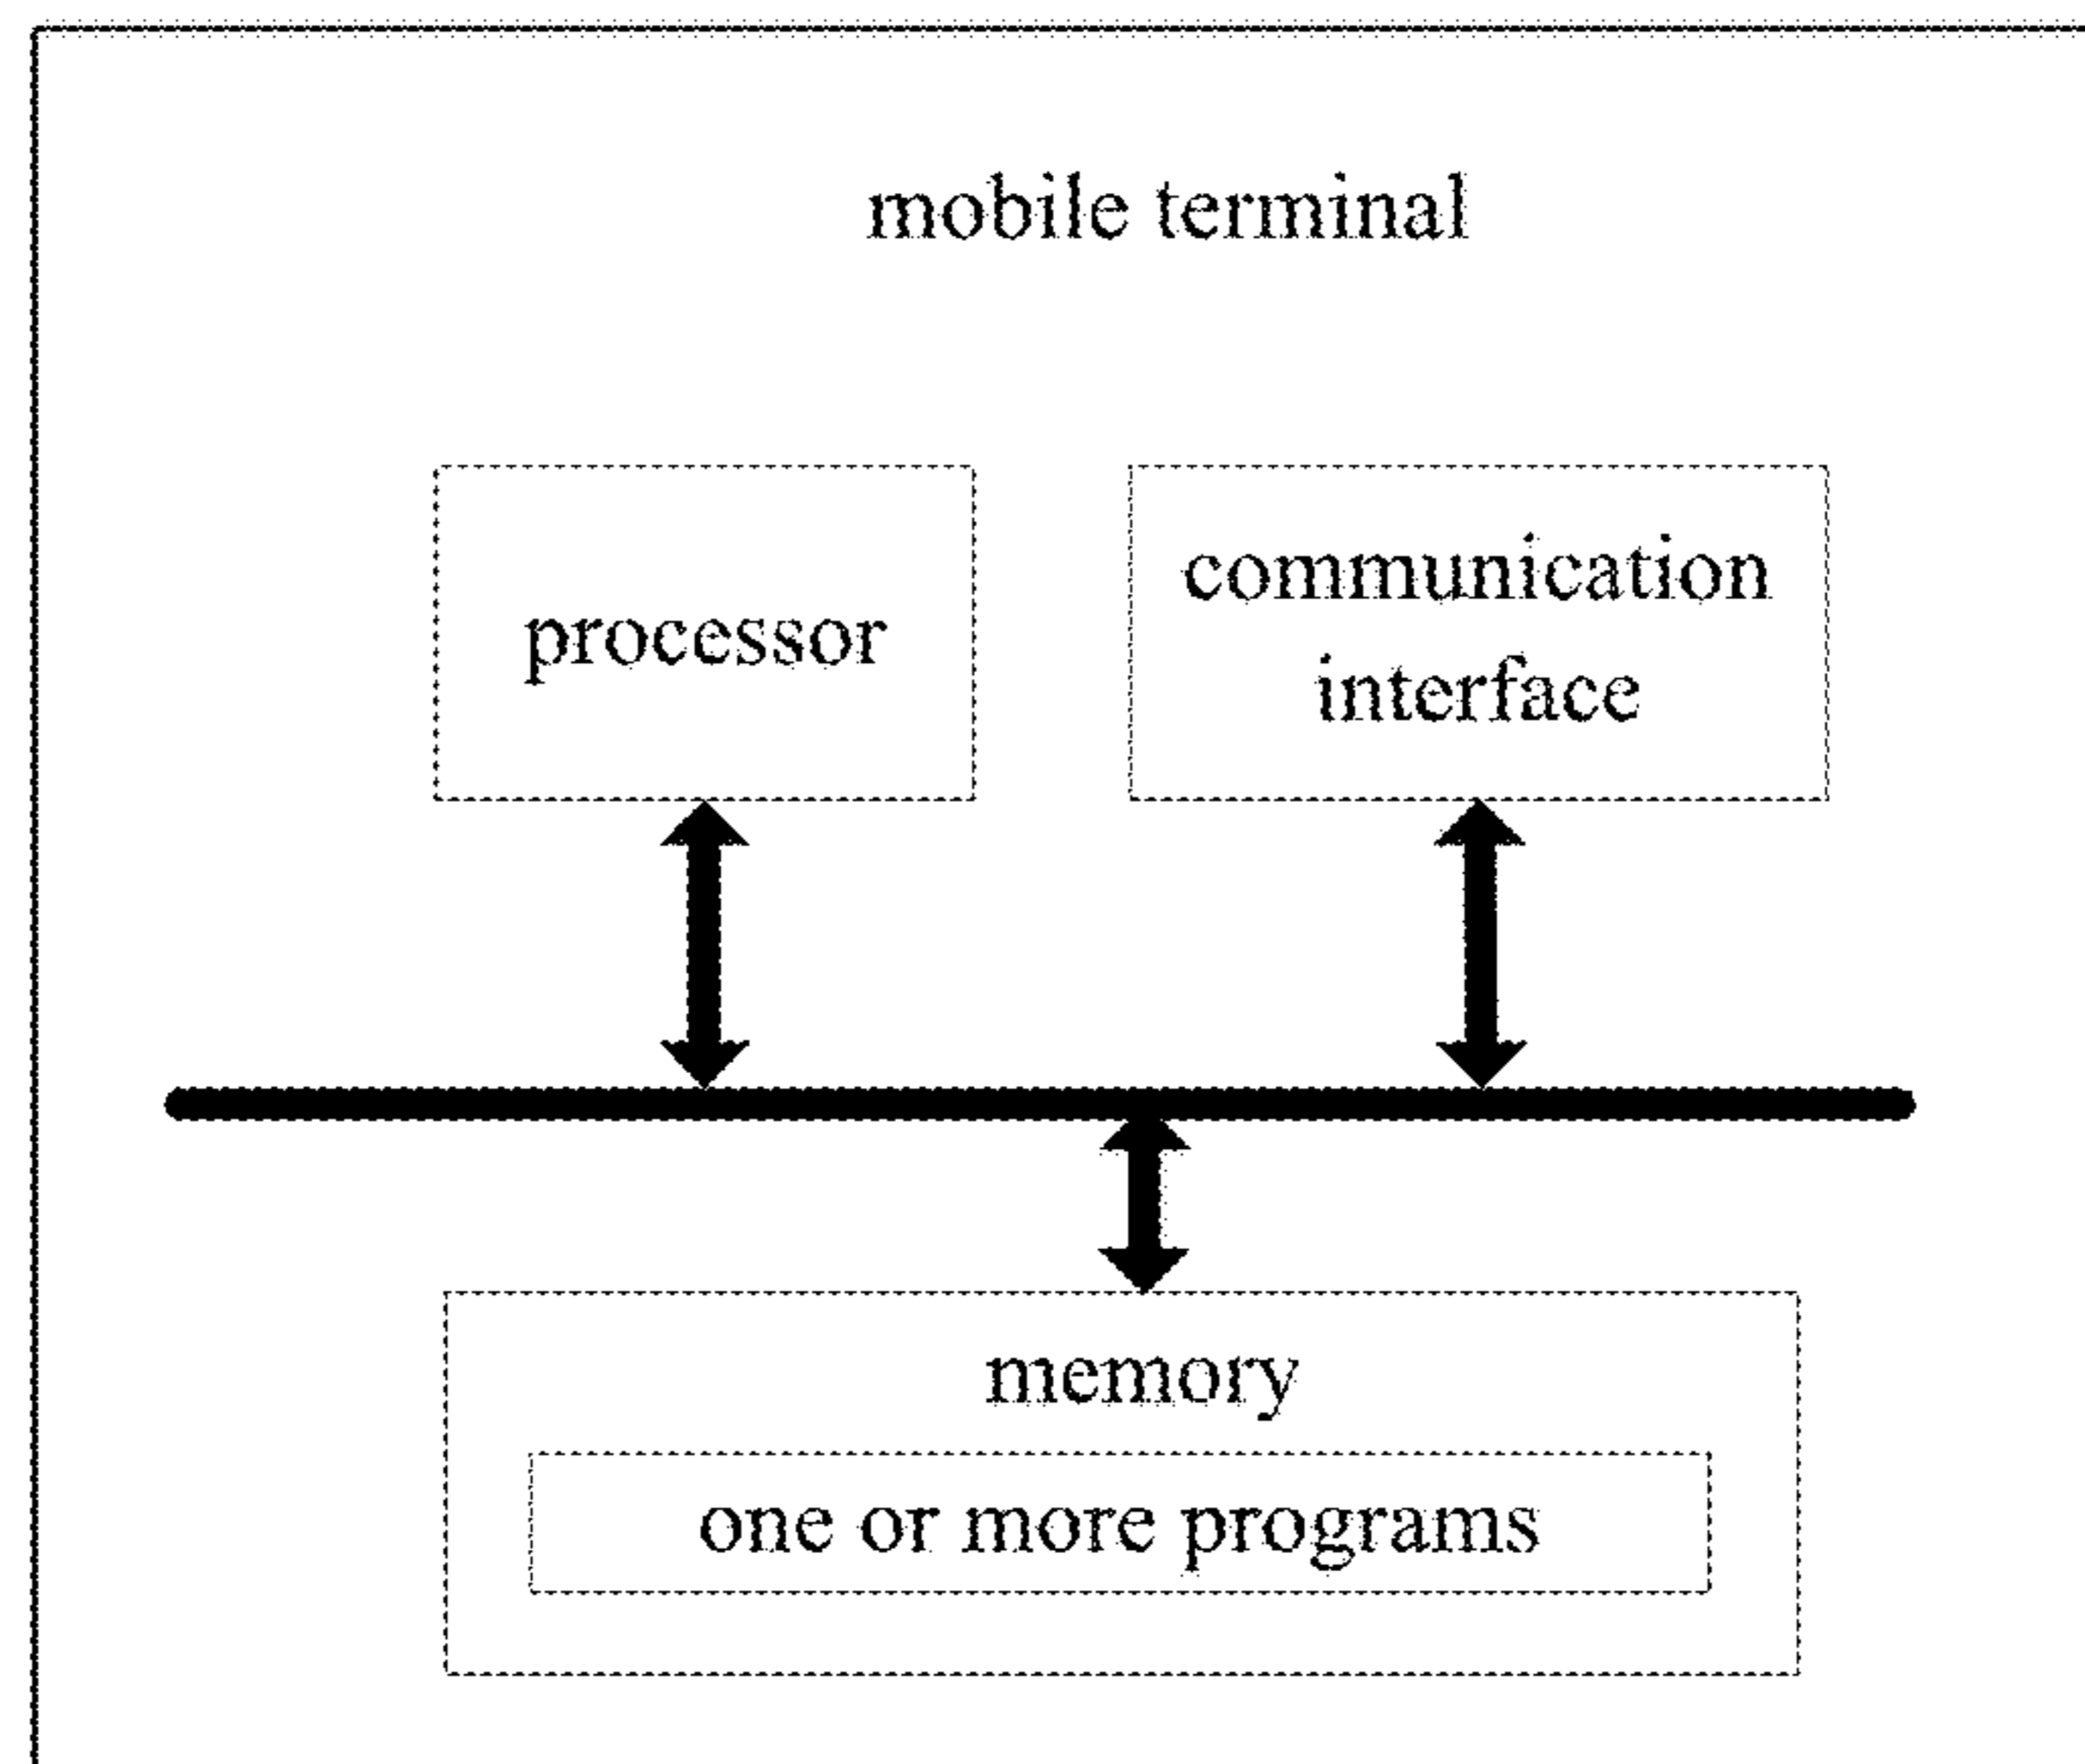 mobile terminal
processor
communication
interface
memory
one or more programs